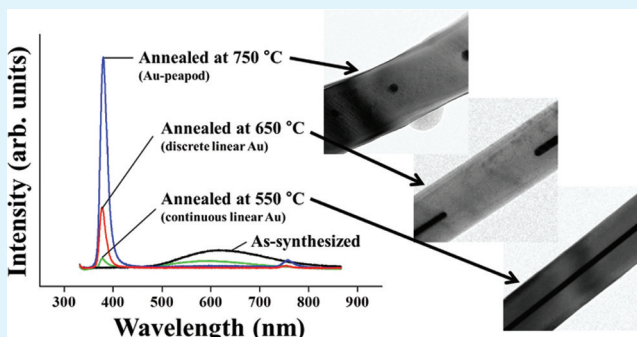 Intensity (arb. units)
Annealed at 750 °C
(Au-peapod)
Annealed at 650 °C
(discrete linear Au)
Annealed at 550 °C
(continuous linear Au)
As-synthesized
300 400 500 600 700 800 900
Wavelength (nm)